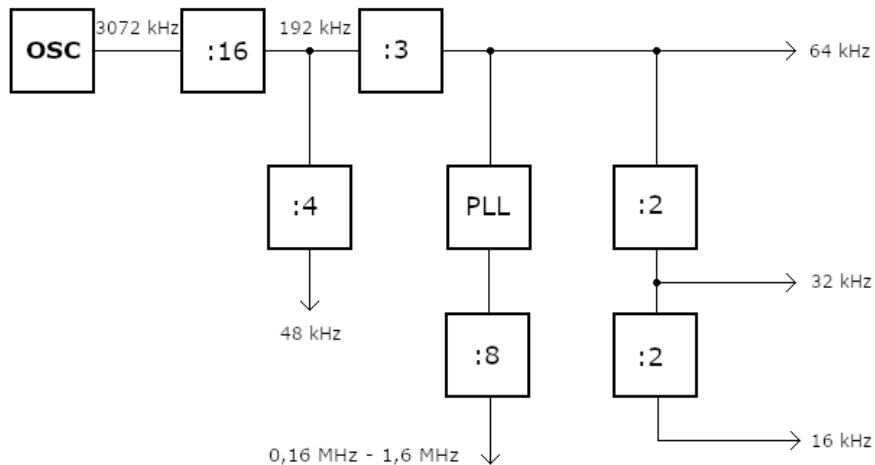 OSC
3072 kHz
:16
192 kHz
:3
64 kHz
:4
PLL
:2
48 kHz
32 kHz
:8
:2
0,16 MHz - 1,6 MHz
16 kHz